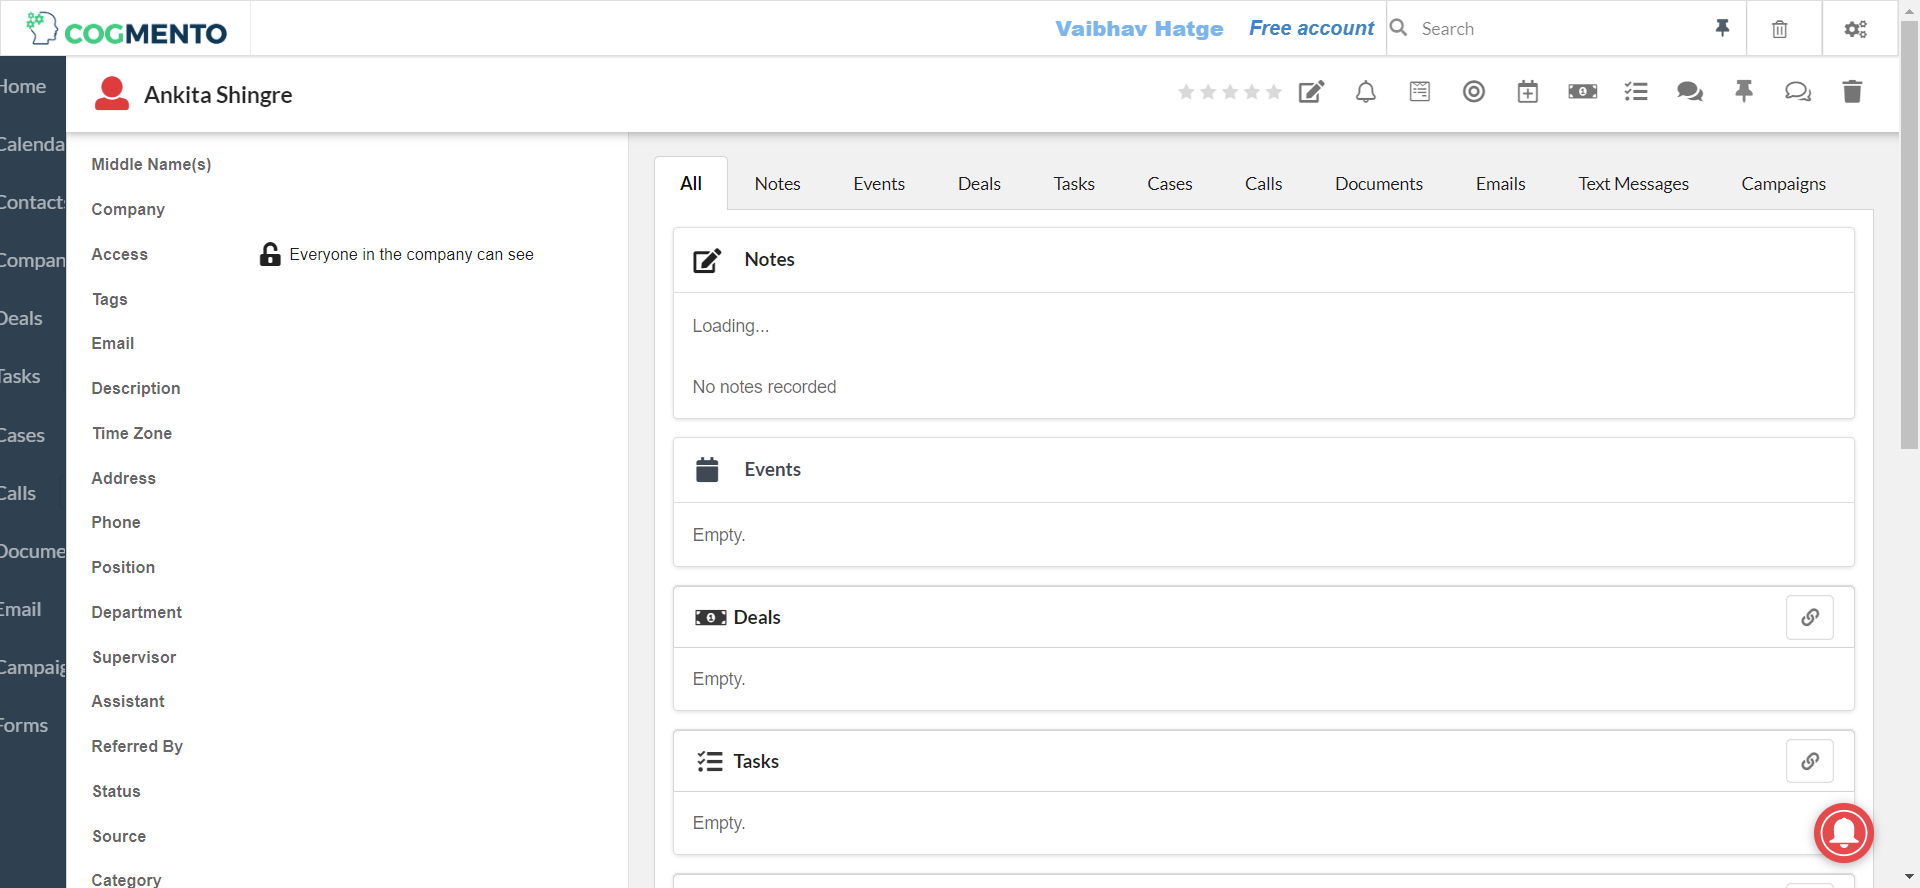 COGMENTO
Vaibhav Hatge
Free account
Search
Home
Calenda
Contact
Compan
Deals
Tasks
Cases
Calls
Docume
Email
Campaig
Forms
Ankita Shingre
Middle Name(s)
Company
Access
Everyone in the company can see
Tags
Email
Description
Time Zone
Address
Phone
Position
Department
Supervisor
Assistant
Referred By
Status
Source
Category
All
Notes
Events
Deals
Tasks
Cases
Calls
Documents
Emails
Text Messages
Campaigns
Notes
Loading...
No notes recorded
Events
Empty.
Deals
Empty.
Tasks
Empty.